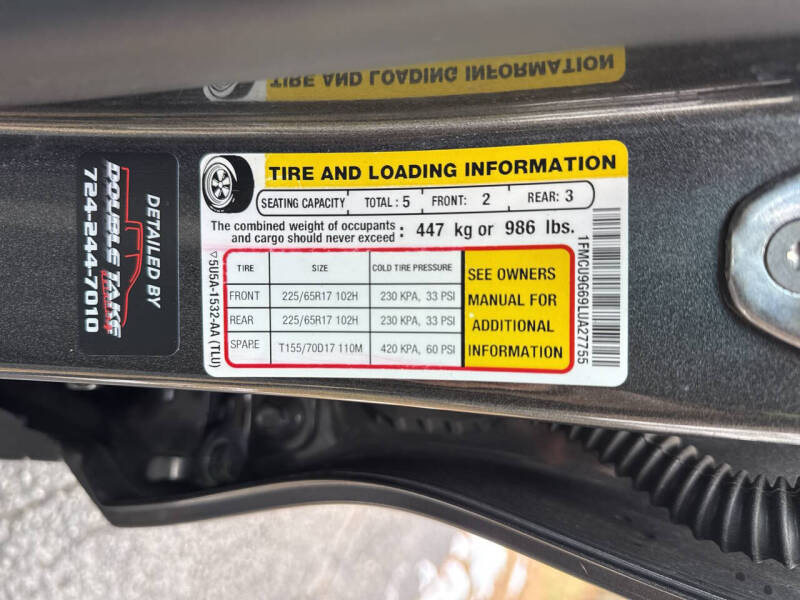 TIRE AND LOADING INFORMATION
TIRE AND LOADING INFORMATION
SEATING CAPACITY TOTAL : 5 FRONT: 2 REAR: 3
The combined weight of occupants
and cargo should never exceed : 447 kg or 986 lbs.
TIRE SIZE COLD TIRE PRESSURE
FRONT 225/65R17 102H 230 KPA, 33 PSI
REAR 225/65R17 102H 230 KPA, 33 PSI
SPARE T155/70D17 110M 420 KPA, 60 PSI
SEE OWNERS
MANUAL FOR
ADDITIONAL
INFORMATION
▽5U5A-1532-AA (TLU)
1FMCU9G69LUA27755
DETAILED BY
DOUBLE TAKE
724-244-7010